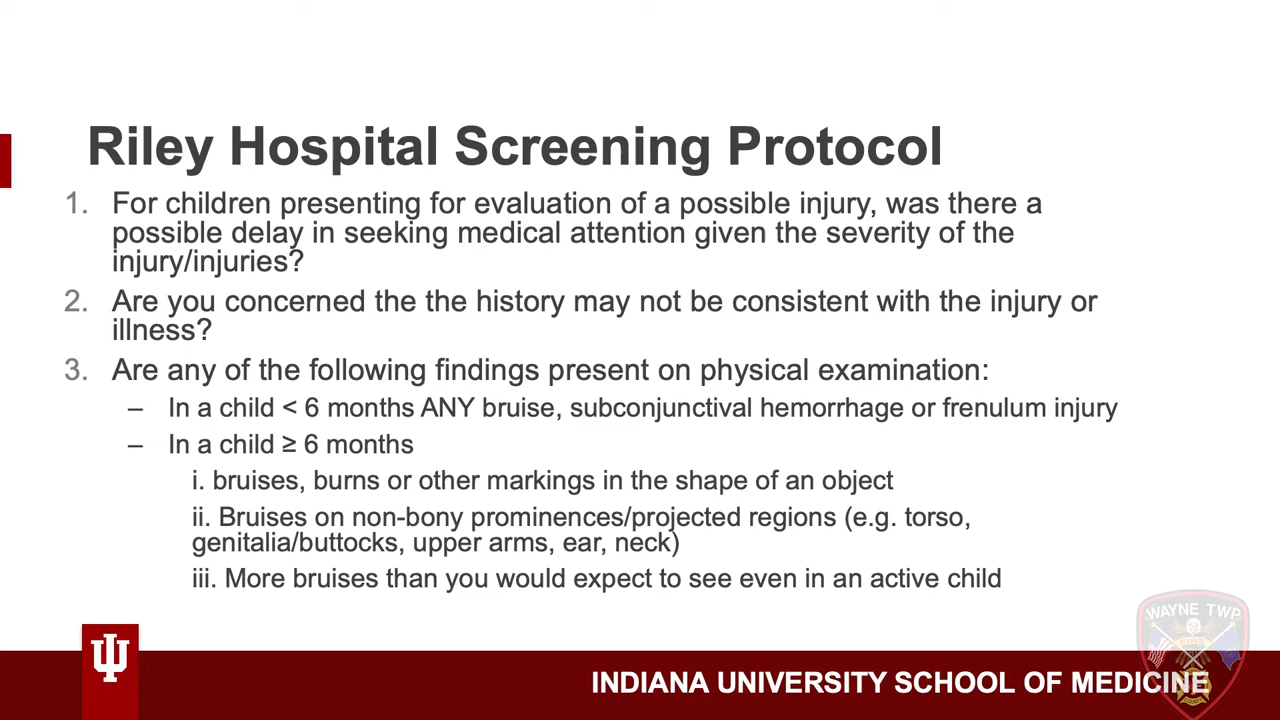 Riley Hospital Screening Protocol
1. For children presenting for evaluation of a possible injury, was there a
possible delay in seeking medical attention given the severity of the
injury/injuries?
2. Are you concerned the the history may not be consistent with the injury or
illness?
3. Are any of the following findings present on physical examination:
– In a child < 6 months ANY bruise, subconjunctival hemorrhage or frenulum injury
– In a child ≥ 6 months
i. bruises, burns or other markings in the shape of an object
ii. Bruises on non-bony prominences/projected regions (e.g. torso,
genitalia/buttocks, upper arms, ear, neck)
iii. More bruises than you would expect to see even in an active child
WAYNE TWP
INDIANA UNIVERSITY SCHOOL OF MEDICINE